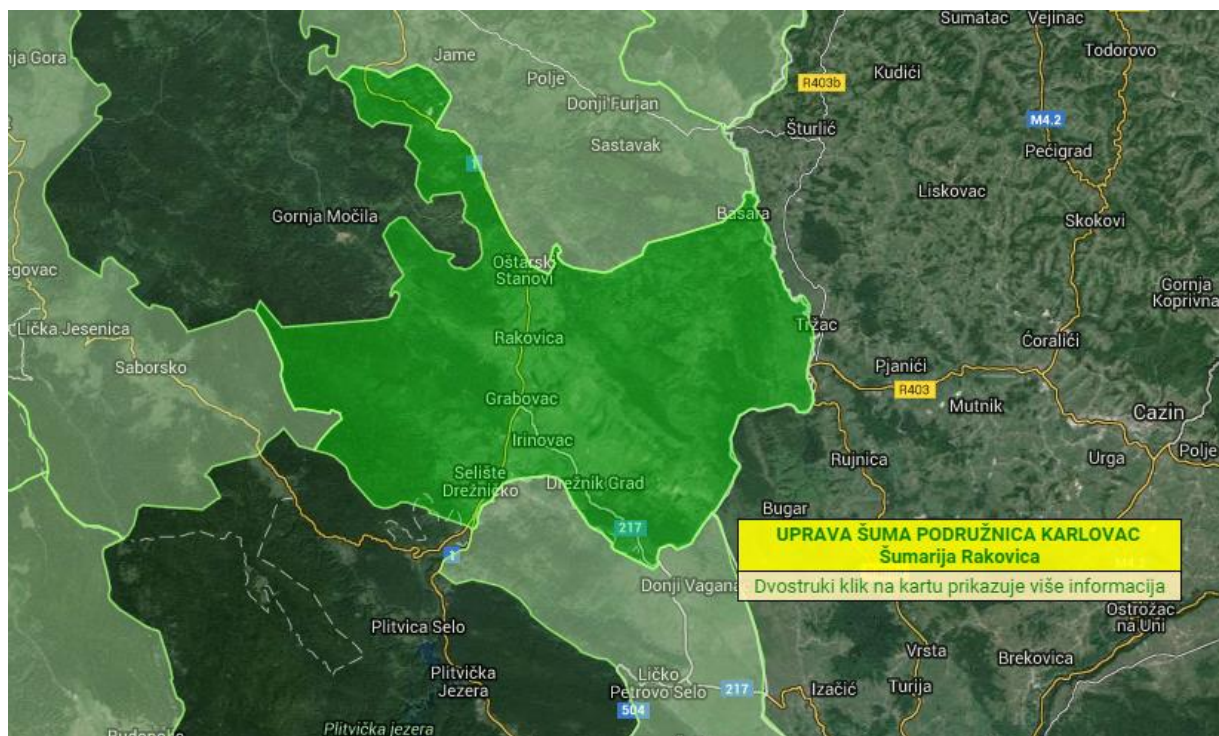 Sumatac
Vejinac
nja Gora
Jame
Todorovo
Polje
Kudići
R403b
Donji Furjan
Šturlić
M4.2
Sastavak
Pećigrad
1
Liskovac
Gornja Močila
Basara
Skokovi
Oštarski
Stanovi
egovac
Gornja
Koprivna
Lička Jesenica
Tržac
Rakovica
Ćoralići
Saborsko
Pjanići
R403
Grabovac
Mutnik
Cazin
Irinovac
Urga
Polje
Selište
Drežničko
Drežnik Grad
Rujnica
Bugar
217
UPRAVA ŠUMA PODRUŽNICA KARLOVAC
Šumarija Rakovica
1
Donji Vagana
Dvostruki klik na kartu prikazuje više informacija
Ostrožac
na Uni
Plitvica Selo
Vrsta
Brekovica
Plitvička
Jezera
Ličko
Petrovo Selo
217
Izačić
Turija
504
Plitvička jezera